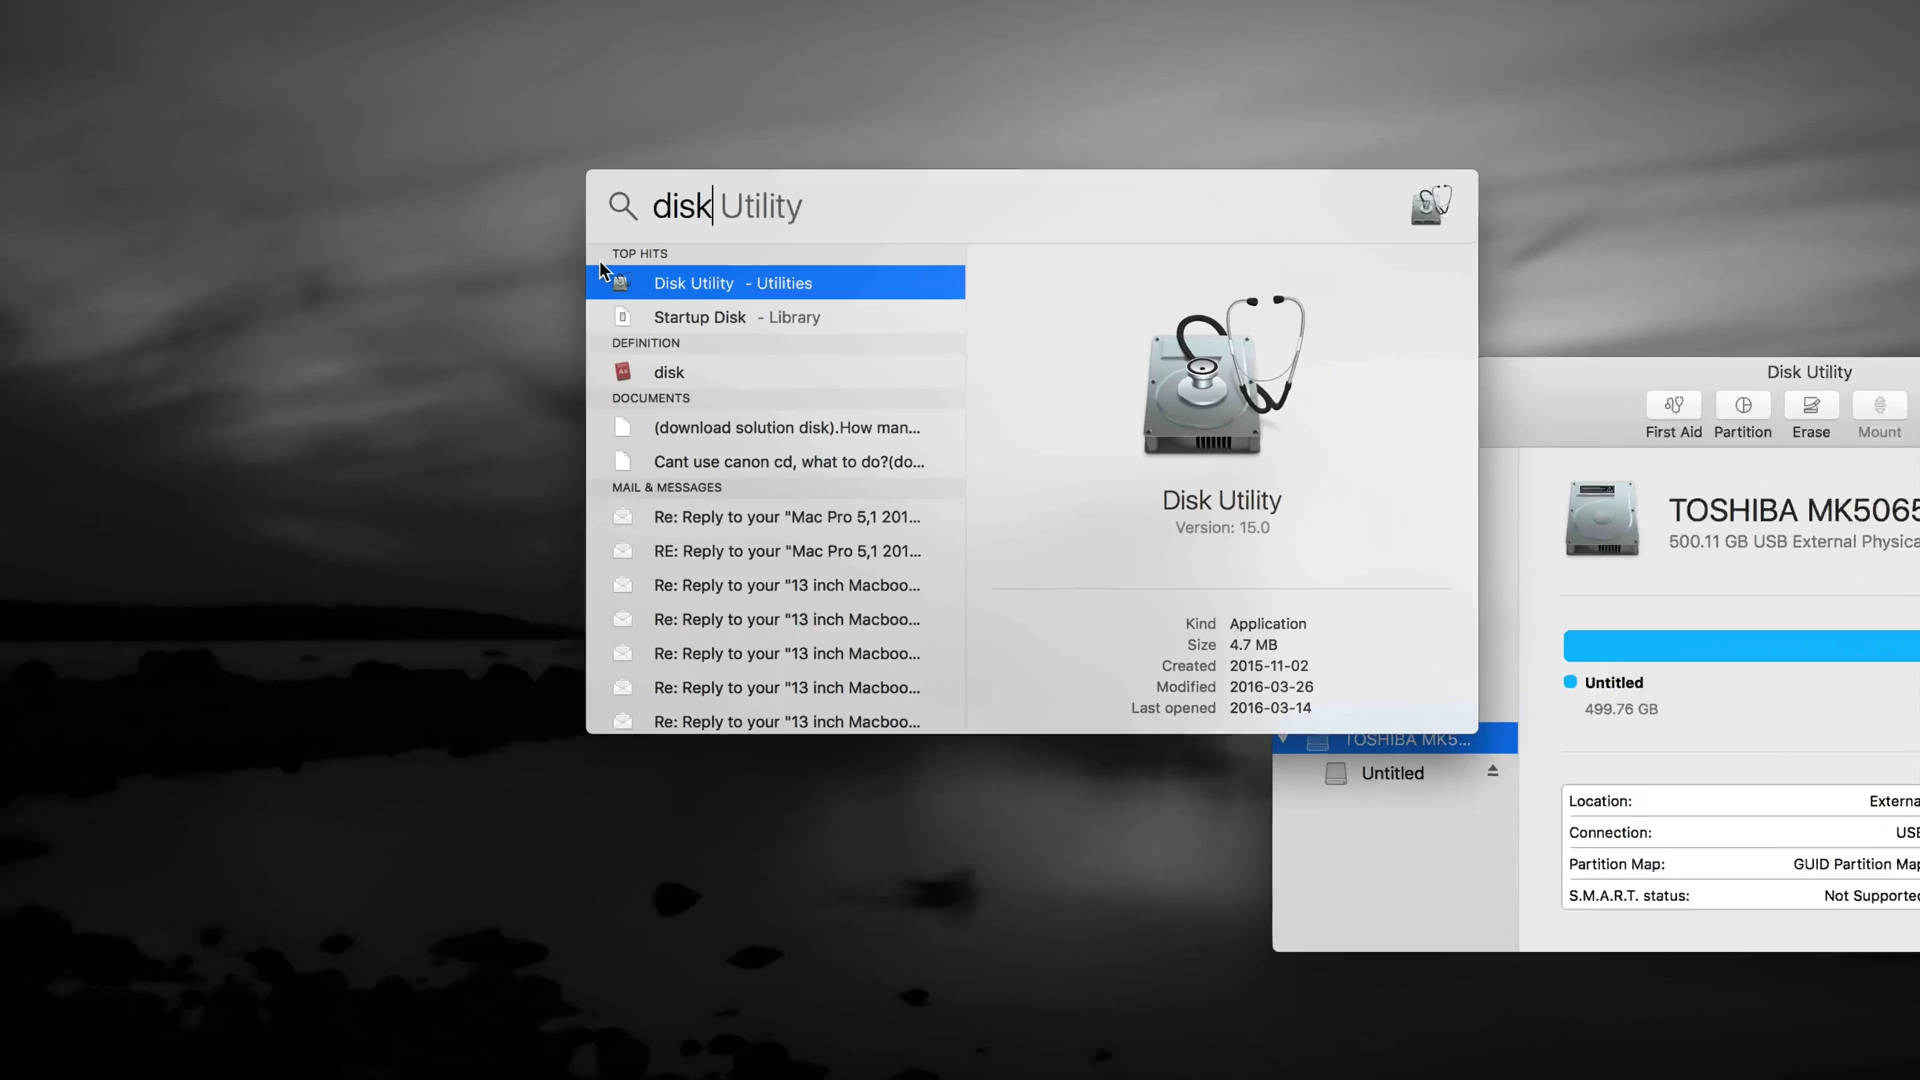 disk Utility
TOP HITS
Disk Utility - Utilities
Startup Disk - Library
DEFINITION
disk
DOCUMENTS
(download solution disk).How man...
Cant use canon cd, what to do?(do...
MAIL & MESSAGES
Re: Reply to your "Mac Pro 5,1 201...
RE: Reply to your "Mac Pro 5,1 201...
Re: Reply to your "13 inch Macboo...
Re: Reply to your "13 inch Macboo...
Re: Reply to your "13 inch Macboo...
Re: Reply to your "13 inch Macboo...
Re: Reply to your "13 inch Macboo...
Disk Utility
Version: 15.0
Kind Application
Size 4.7 MB
Created 2015-11-02
Modified 2016-03-26
Last opened 2016-03-14
Disk Utility
First Aid Partition Erase Mount
TOSHIBA MK5065
500.11 GB USB External Physica
Untitled
499.76 GB
TOSHIBA MK5...
Untitled
Location: Externa
Connection: USB
Partition Map: GUID Partition Map
S.M.A.R.T. status: Not Supported